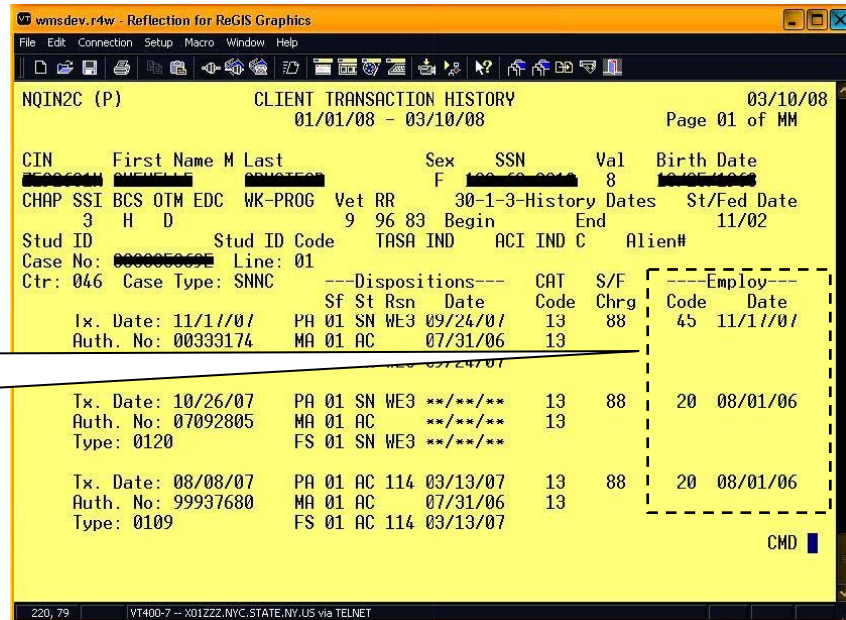 wmsdev.r4w - Reflection for ReGIS Graphics
File Edit Connection Setup Macro Window Help
NQIN2C (P) CLIENT TRANSACTION HISTORY 03/10/08
01/01/08 - 03/10/08 Page 01 of MM
CIN First Name M Last Sex SSN Val Birth Date
F 8
CHAP SSI BCS OTM EDC WK-PROG Vet RR 30-1-3-History Dates St/Fed Date
3 H D 9 96 83 Begin End 11/02
Stud ID Stud ID Code TASA IND ACI IND C Alien#
Case No: Line: 01
Ctr: 046 Case Type: SNNC ---Dispositions--- CAT S/F ----Employ---
Sf St Rsn Date Code Chrg Code Date
Tx. Date: 11/17/07 PA 01 SN WE3 09/24/07 13 88 45 11/17/07
Auth. No: 00333174 MA 01 AC 07/31/06 13
Tx. Date: 10/26/07 PA 01 SN WE3 **/**/** 13 88 20 08/01/06
Auth. No: 07092805 MA 01 AC **/**/** 13
Type: 0120 FS 01 SN WE3 **/**/**
Tx. Date: 08/08/07 PA 01 AC 114 03/13/07 13 88 20 08/01/06
Auth. No: 99937680 MA 01 AC 07/31/06 13
Type: 0109 FS 01 AC 114 03/13/07
CMD
220, 79 VT400-7 -- X01ZZZ.NYC.STATE.NY.US via TELNET